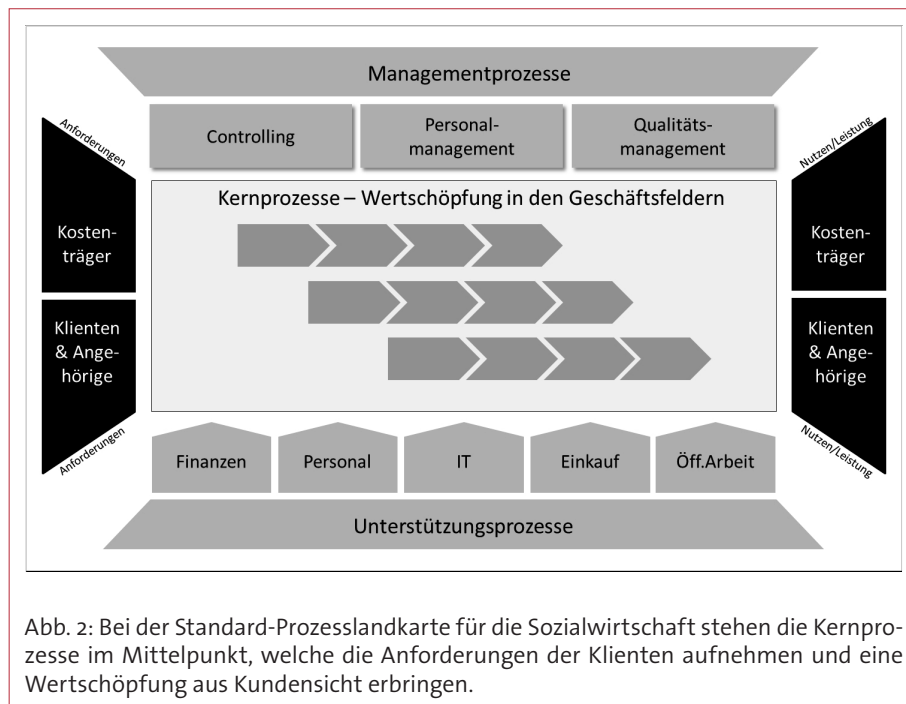 Managementprozesse
Controlling
Personal-
management
Qualitäts-
management
Anforderungen
Kosten-
träger
Klienten
& Ange-
hörige
Anforderungen
Kernprozesse – Wertschöpfung in den Geschäftsfeldern
Nutzen/Leistung
Kosten-
träger
Klienten
& Ange-
hörige
Nutzen/Leistung
Finanzen
Personal
IT
Einkauf
Öff.Arbeit
Unterstützungsprozesse
Abb. 2: Bei der Standard-Prozesslandkarte für die Sozialwirtschaft stehen die Kernpro-
zesse im Mittelpunkt, welche die Anforderungen der Klienten aufnehmen und eine
Wertschöpfung aus Kundensicht erbringen.